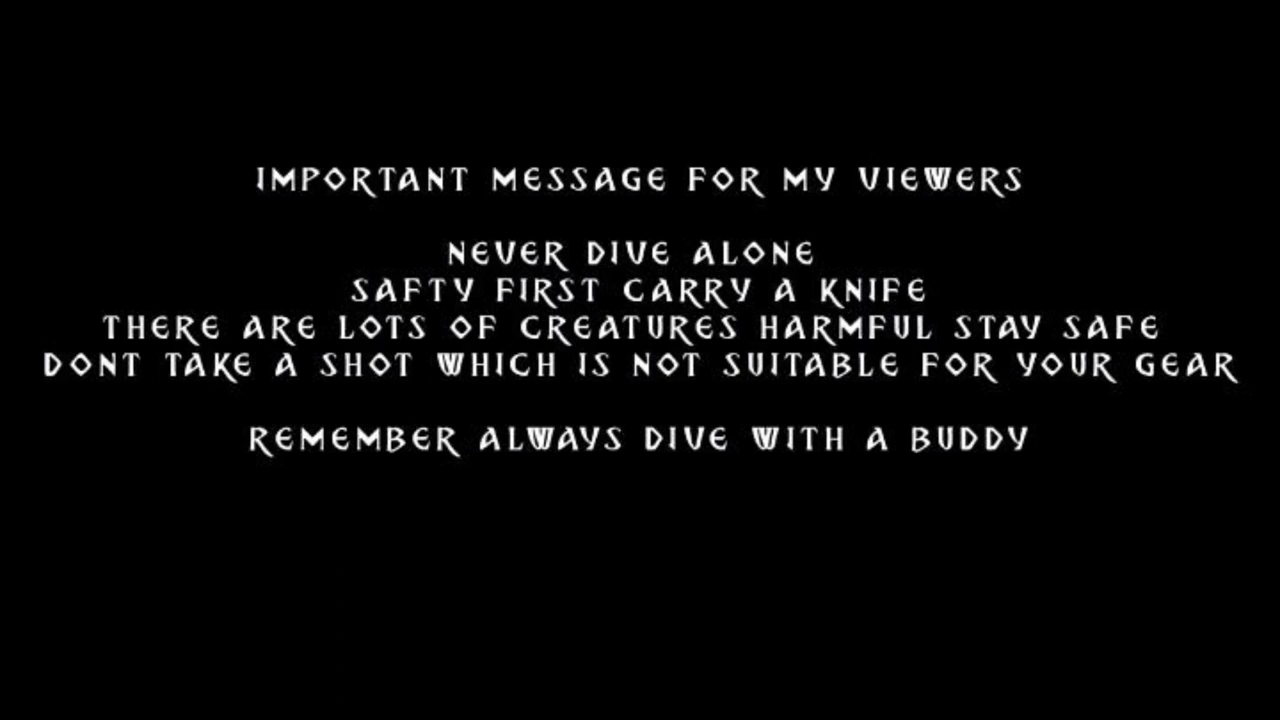 IMPORTANT MESSAGE FOR MY VIEWERS
NEVER DIVE ALONE
SAFTY FIRST CARRY A KNIFE
THERE ARE LOTS OF CREATURES HARMFUL STAY SAFE
DONT TAKE A SHOT WHICH IS NOT SUITABLE FOR YOUR GEAR
REMEMBER ALWAYS DIVE WITH A BUDDY